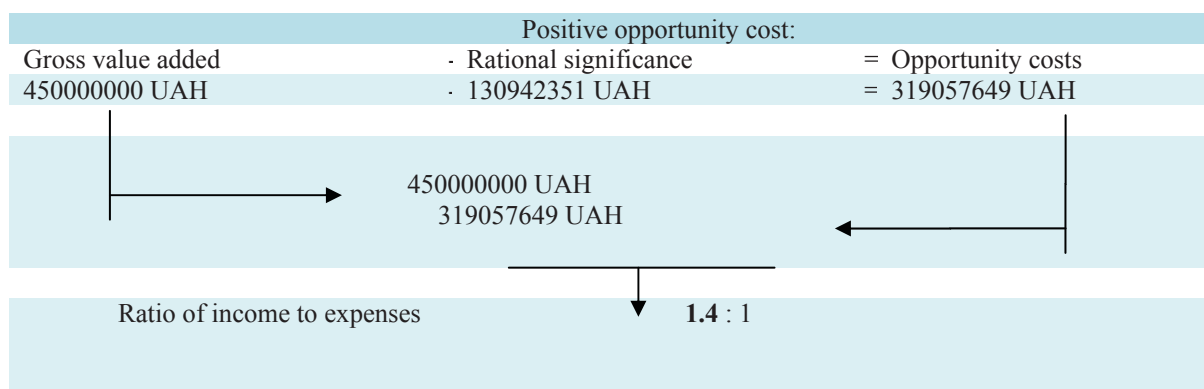 Positive opportunity cost:
Gross value added - Rational significance = Opportunity costs
450000000 UAH - 130942351 UAH = 319057649 UAH
450000000 UAH
319057649 UAH
Ratio of income to expenses 1.4 : 1